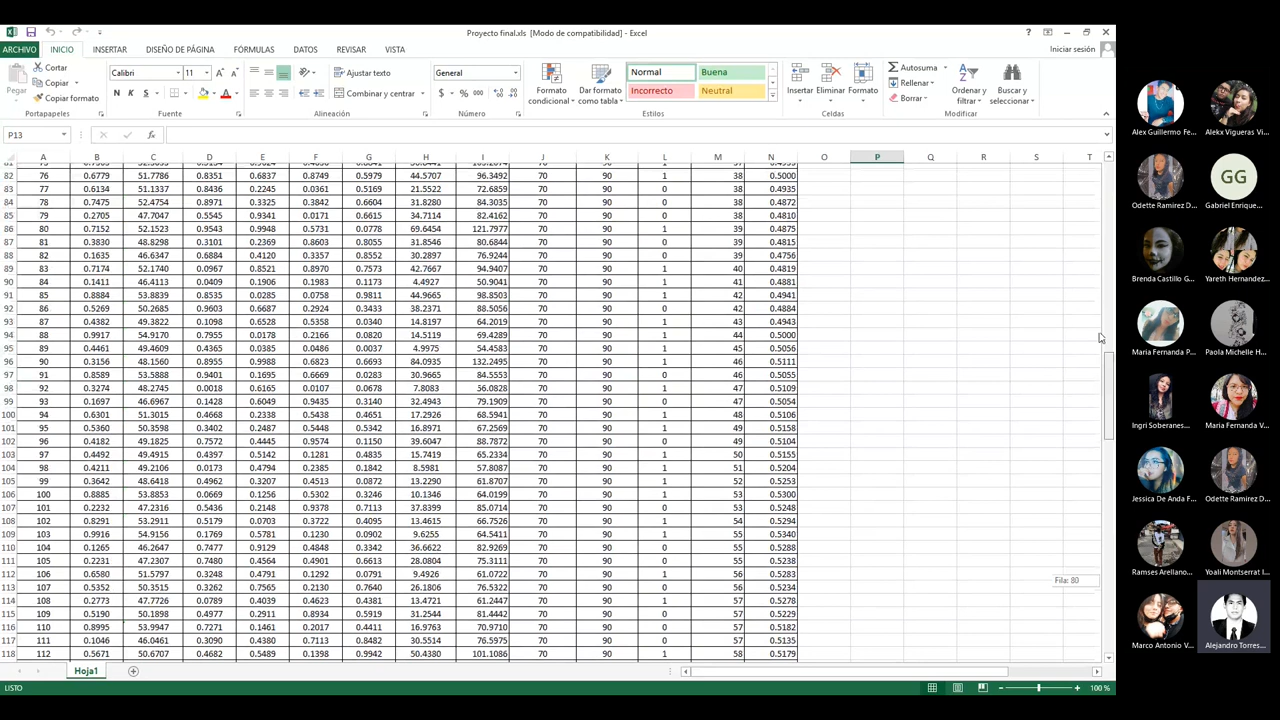 Proyecto final.xls [Modo de compatibilidad] - Excel
ARCHIVO INICIO INSERTAR DISEÑO DE PÁGINA FÓRMULAS DATOS REVISAR VISTA Iniciar sesión
Cortar Calibri 11 Ajustar texto General Normal Buena Autosuma
Pegar Copiar Formato condicional Dar formato como tabla Insertar Eliminar Formato Rellenar Ordenar y filtrar Buscar y seleccionar
Copiar formato N K S Combinar y centrar $ % 000 Incorrecto Neutral Borrar
Portapapeles Fuente Alineación Número Estilos Celdas Modificar
P13 fx
A B C D E F G H I J K L M N O P Q R S T
82 76 0.6779 51.7786 0.8351 0.6837 0.8749 0.5979 44.5707 96.3492 70 90 1 38 0.5000
83 77 0.6134 51.1337 0.8436 0.2245 0.0361 0.5169 21.5522 72.6859 70 90 0 38 0.4935
84 78 0.7475 52.4754 0.8971 0.3325 0.3842 0.6604 31.8280 84.3035 70 90 0 38 0.4872
85 79 0.2705 47.7047 0.5545 0.9341 0.0171 0.6615 34.7114 82.4162 70 90 0 38 0.4810
86 80 0.7152 52.1523 0.9543 0.9948 0.5731 0.0778 69.6454 121.7977 70 90 1 39 0.4875
87 81 0.3830 48.8298 0.3101 0.2369 0.8603 0.8055 31.8546 80.6844 70 90 0 39 0.4815
88 82 0.1635 46.6347 0.6884 0.4120 0.3357 0.8552 30.2897 76.9244 70 90 0 39 0.4756
89 83 0.7174 52.1740 0.0967 0.8521 0.8970 0.7573 42.7667 94.9407 70 90 1 40 0.4819
90 84 0.1411 46.4113 0.0409 0.1906 0.1983 0.1173 4.4927 50.9041 70 90 1 41 0.4881
91 85 0.8884 53.8839 0.8535 0.0285 0.0758 0.9811 44.9665 98.8503 70 90 1 42 0.4941
92 86 0.5269 50.2685 0.9603 0.6687 0.2924 0.3433 38.2371 88.5056 70 90 0 42 0.4884
93 87 0.4382 49.3822 0.1098 0.6528 0.5358 0.0340 14.8197 64.2019 70 90 1 43 0.4943
94 88 0.9917 54.9170 0.7955 0.0178 0.2166 0.0820 14.5119 69.4289 70 90 1 44 0.5000
95 89 0.4461 49.4609 0.4365 0.0385 0.0486 0.0037 4.9975 54.4583 70 90 1 45 0.5056
96 90 0.3156 48.1560 0.8955 0.9988 0.6823 0.6693 84.0935 132.2495 70 90 1 46 0.5111
97 91 0.8589 53.5888 0.9401 0.1695 0.6669 0.0283 30.9665 84.5553 70 90 0 46 0.5055
98 92 0.3274 48.2745 0.0018 0.6165 0.0107 0.0678 7.8083 56.0828 70 90 1 47 0.5109
99 93 0.1697 46.6967 0.1428 0.6049 0.9435 0.3140 32.4943 79.1909 70 90 0 47 0.5054
100 94 0.6301 51.3015 0.4668 0.2338 0.5438 0.4651 17.2926 68.5941 70 90 1 48 0.5106
101 95 0.5360 50.3598 0.3402 0.2487 0.5448 0.5342 16.8971 67.2569 70 90 1 49 0.5158
102 96 0.4182 49.1825 0.7572 0.4445 0.9574 0.1150 39.6047 88.7872 70 90 0 49 0.5104
103 97 0.4492 49.4915 0.4397 0.5142 0.1281 0.4835 15.7419 65.2334 70 90 1 50 0.5155
104 98 0.4211 49.2106 0.0173 0.4794 0.2385 0.1842 8.5981 57.8087 70 90 1 51 0.5204
105 99 0.3642 48.6418 0.4962 0.3207 0.4513 0.0872 13.2290 61.8707 70 90 1 52 0.5253
106 100 0.8885 53.8853 0.0669 0.1256 0.5302 0.3246 10.1346 64.0199 70 90 1 53 0.5300
107 101 0.2232 47.2326 0.5436 0.2148 0.9378 0.7113 37.8399 85.0714 70 90 0 53 0.5248
108 102 0.8291 53.2911 0.5179 0.0703 0.3722 0.4095 13.4615 66.7526 70 90 1 54 0.5294
109 103 0.9916 54.9156 0.1769 0.5781 0.1230 0.0902 9.6255 64.5411 70 90 1 55 0.5340
110 104 0.1265 46.2647 0.7477 0.9129 0.4848 0.3342 36.6622 82.9269 70 90 0 55 0.5288
111 105 0.2231 47.2307 0.7480 0.4564 0.4901 0.6613 28.0804 75.3111 70 90 0 55 0.5238
112 106 0.6580 51.5797 0.3248 0.4791 0.1292 0.0791 9.4926 61.0722 70 90 1 56 0.5283
113 107 0.5352 50.3515 0.3262 0.7565 0.2130 0.7640 26.1806 76.5322 70 90 0 56 0.5234
114 108 0.2773 47.7726 0.0789 0.4039 0.4623 0.4381 13.4721 61.2447 70 90 1 57 0.5278
115 109 0.5190 50.1898 0.4977 0.2911 0.8934 0.5919 31.2544 81.4442 70 90 0 57 0.5229
116 110 0.8995 53.9947 0.7271 0.1461 0.2017 0.4411 16.9763 70.9710 70 90 0 57 0.5182
117 111 0.1046 46.0461 0.3090 0.4380 0.7113 0.8482 30.5514 76.5975 70 90 0 57 0.5135
118 112 0.5671 50.6707 0.4682 0.5489 0.1398 0.9942 50.4380 101.1086 70 90 1 58 0.5179
Fila: 80
Hoja1
LISTO 100 %
Alex Guillermo Fe... Alekx Vigueras Vi...
Odette Ramirez D... GG Gabriel Enrique...
Brenda Castillo G... Yareth Hernandez...
Maria Fernanda P... Paola Michelle H...
Ingri Soberanes... Maria Fernanda V...
Jessica De Anda F... Odette Ramirez D...
Ramses Arellano... Yoali Montserrat I...
Marco Antonio V... Alejandro Torres...